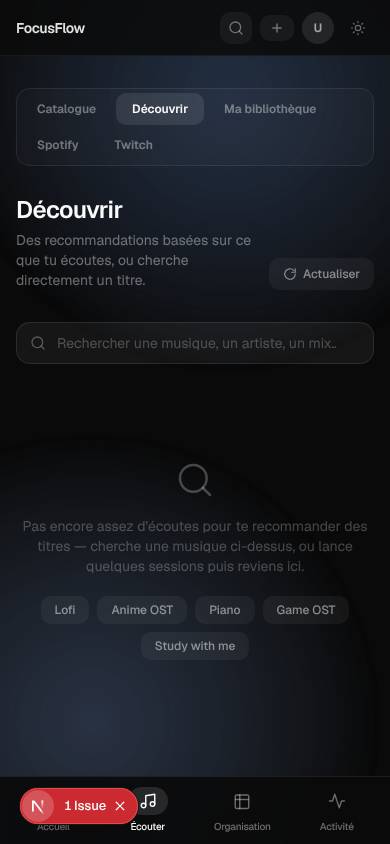 FocusFlow
U
Catalogue Découvrir Ma bibliothèque
Spotify Twitch
Découvrir
Des recommandations basées sur ce
que tu écoutes, ou cherche
directement un titre.
Actualiser
Rechercher une musique, un artiste, un mix..
Pas encore assez d'écoutes pour te recommander des
titres — cherche une musique ci-dessus, ou lance
quelques sessions puis reviens ici.
Lofi Anime OST Piano Game OST
Study with me
N 1 Issue
Accueil Écouter Organisation Activité